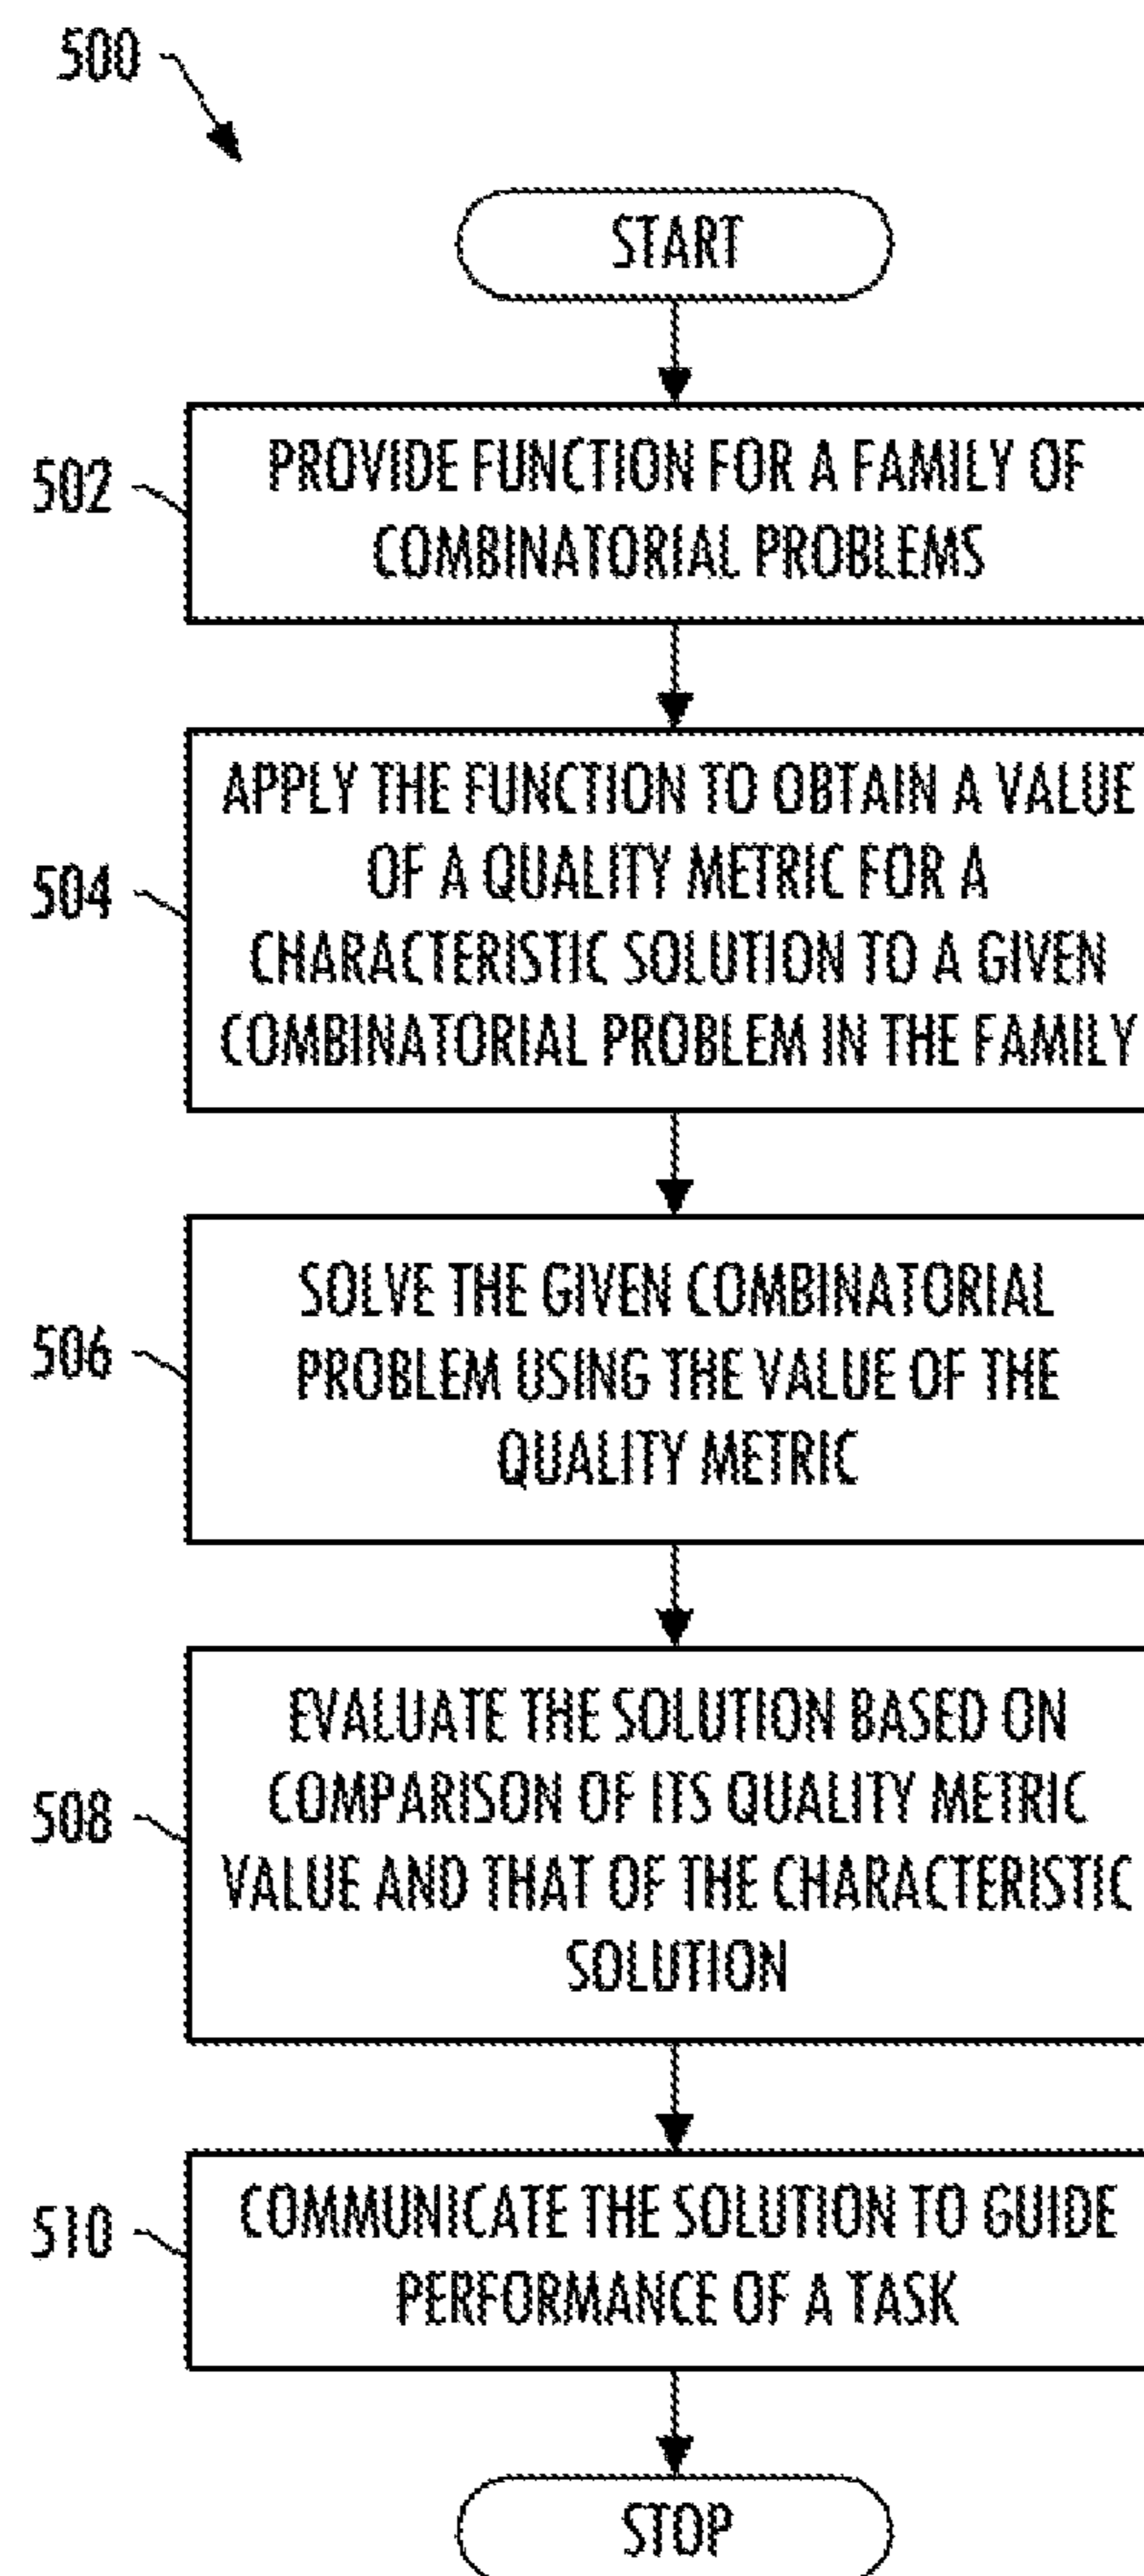 500
START
502
PROVIDE FUNCTION FOR A FAMILY OF
COMBINATORIAL PROBLEMS
504
APPLY THE FUNCTION TO OBTAIN A VALUE
OF A QUALITY METRIC FOR A
CHARACTERISTIC SOLUTION TO A GIVEN
COMBINATORIAL PROBLEM IN THE FAMILY
506
SOLVE THE GIVEN COMBINATORIAL
PROBLEM USING THE VALUE OF THE
QUALITY METRIC
508
EVALUATE THE SOLUTION BASED ON
COMPARISON OF ITS QUALITY METRIC
VALUE AND THAT OF THE CHARACTERISTIC
SOLUTION
510
COMMUNICATE THE SOLUTION TO GUIDE
PERFORMANCE OF A TASK
STOP